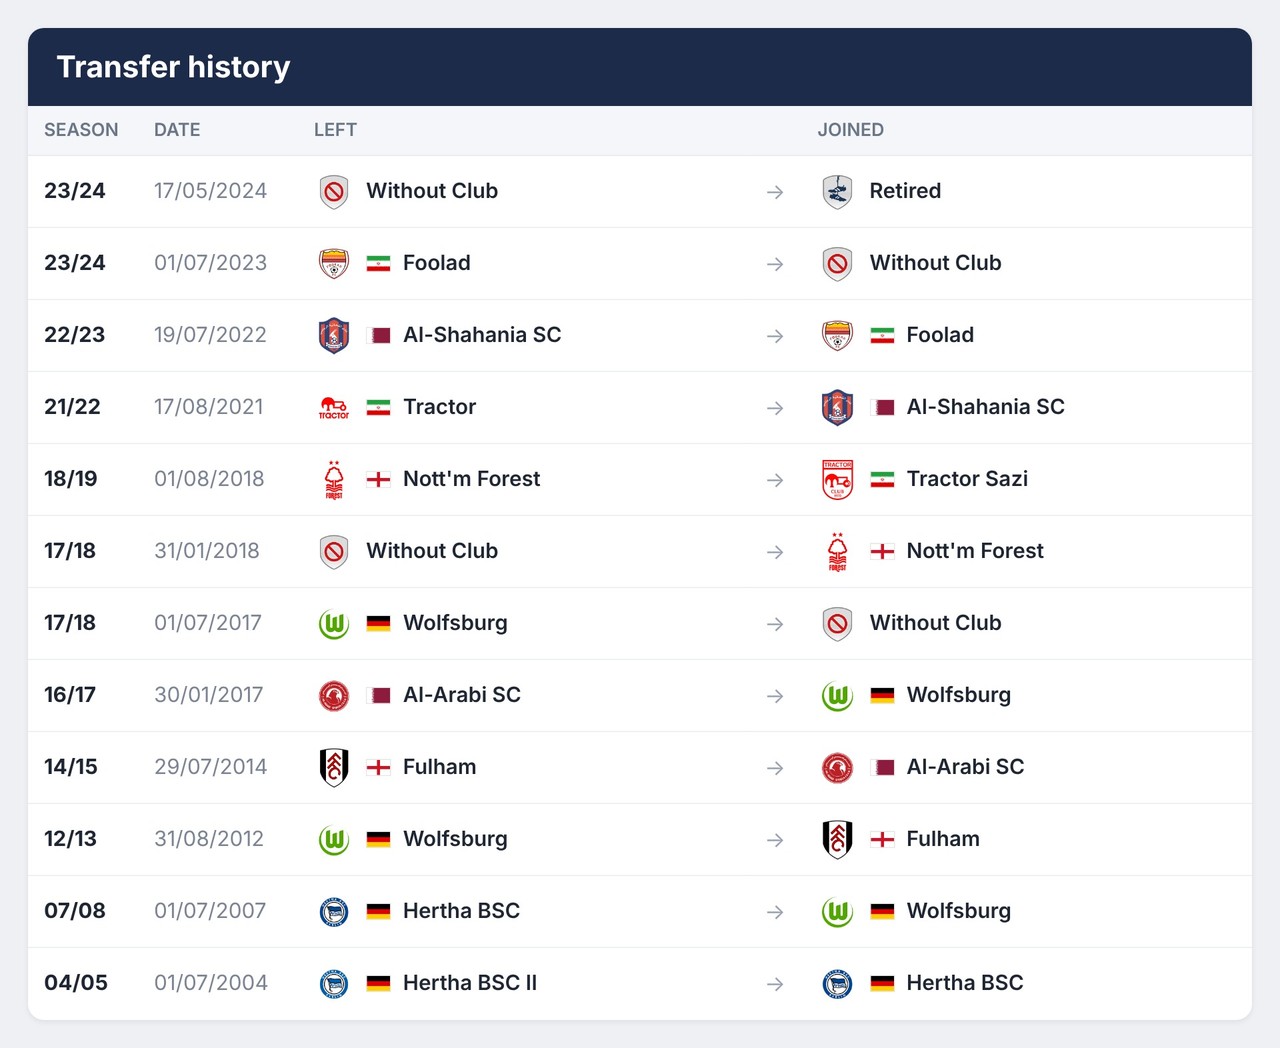 Transfer history
SEASON DATE LEFT JOINED
23/24 17/05/2024 Without Club → Retired
23/24 01/07/2023 Foolad → Without Club
22/23 19/07/2022 Al-Shahania SC → Foolad
21/22 17/08/2021 Tractor → Al-Shahania SC
18/19 01/08/2018 Nott'm Forest → Tractor Sazi
17/18 31/01/2018 Without Club → Nott'm Forest
17/18 01/07/2017 Wolfsburg → Without Club
16/17 30/01/2017 Al-Arabi SC → Wolfsburg
14/15 29/07/2014 Fulham → Al-Arabi SC
12/13 31/08/2012 Wolfsburg → Fulham
07/08 01/07/2007 Hertha BSC → Wolfsburg
04/05 01/07/2004 Hertha BSC II → Hertha BSC